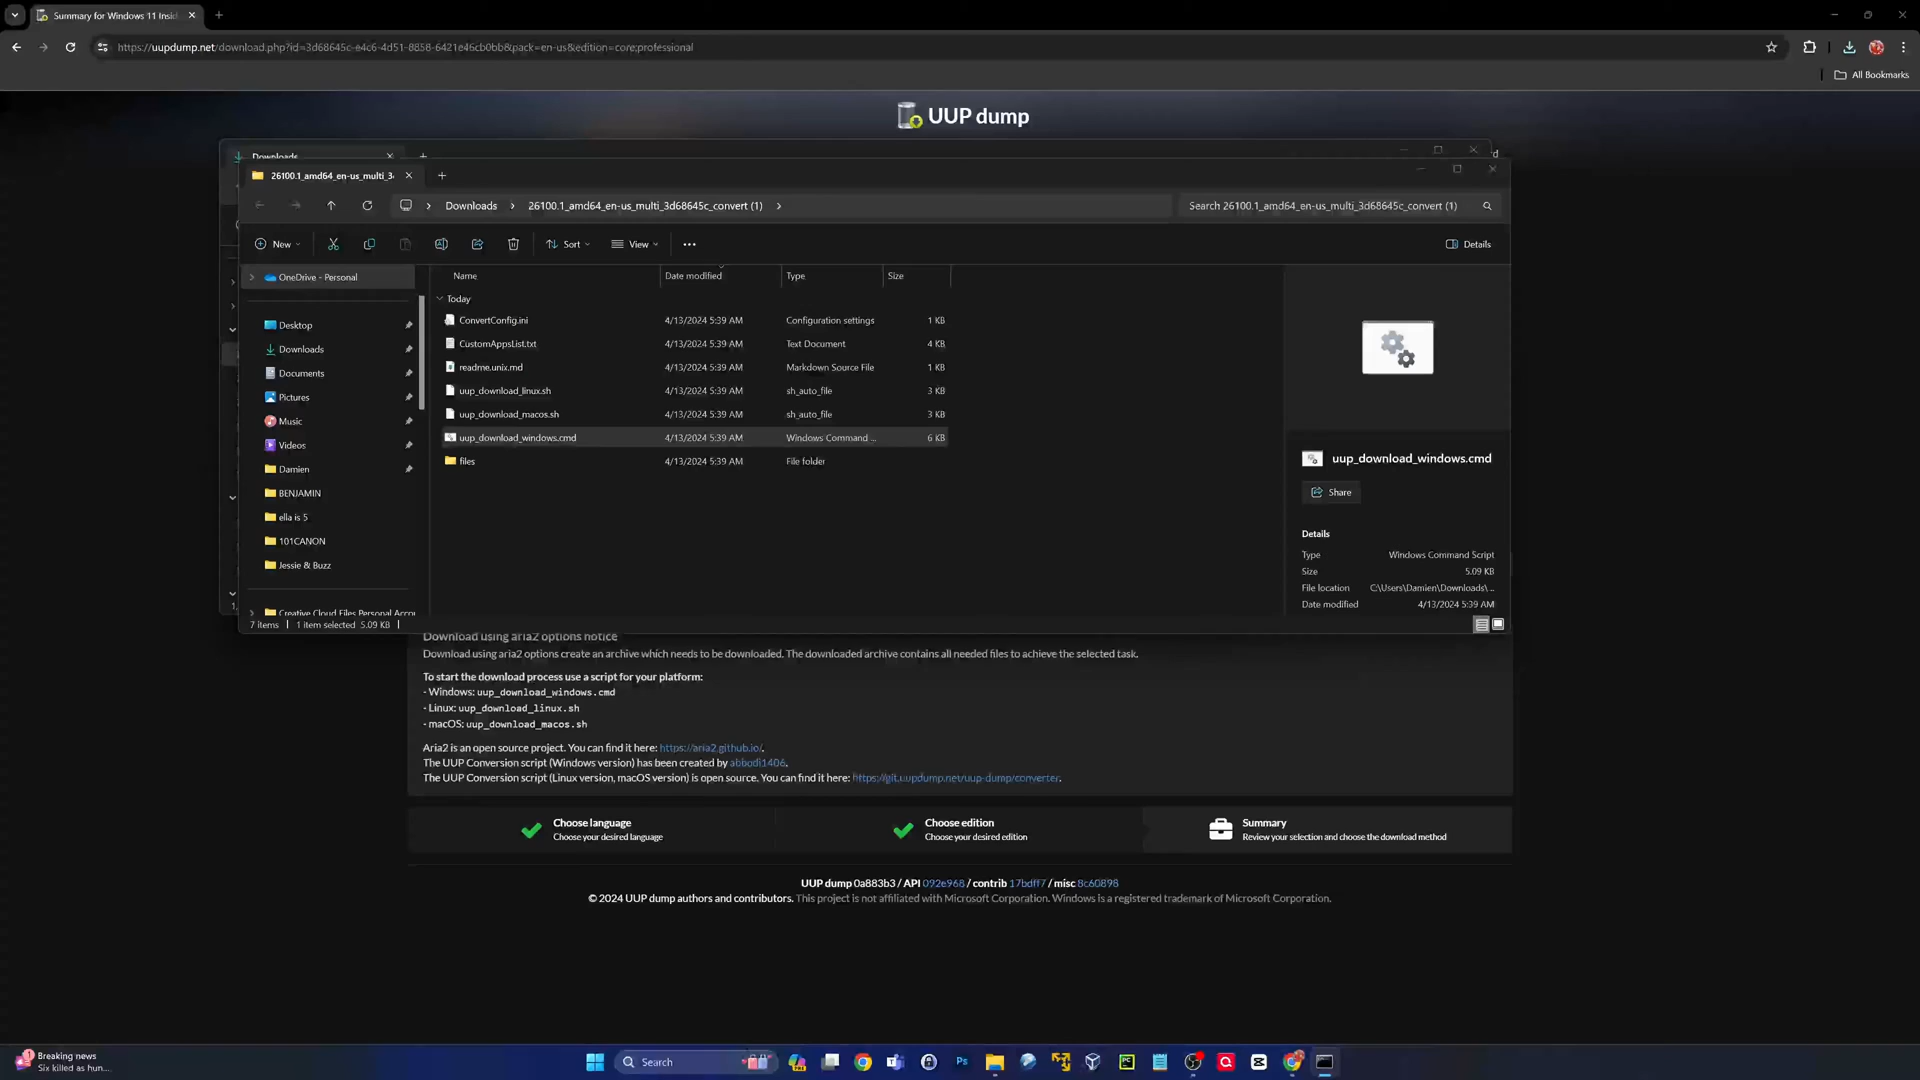 Summary for Windows 11 Insid
https://uupdump.net/download.php?id=3d68645c-e4c6-4d51-8858-6421e46cb0bb&pack=en-us&edition=core;professional
All Bookmarks
UUP dump
Downloads
26100.1_amd64_en-us_multi_3
Downloads
26100.1_amd64_en-us_multi_3d68645c_convert (1)
Search 26100.1_amd64_en-us_multi_3d68645c_convert (1)
New
Sort
View
Details
OneDrive - Personal
Desktop
Downloads
Documents
Pictures
Music
Videos
Damien
BENJAMIN
ella is 5
101CANON
Jessie & Buzz
Creative Cloud Files Personal Accou
Name Date modified Type Size
Today
ConvertConfig.ini 4/13/2024 5:39 AM Configuration settings 1 KB
CustomAppsList.txt 4/13/2024 5:39 AM Text Document 4 KB
readme.unix.md 4/13/2024 5:39 AM Markdown Source File 1 KB
uup_download_linux.sh 4/13/2024 5:39 AM sh_auto_file 3 KB
uup_download_macos.sh 4/13/2024 5:39 AM sh_auto_file 3 KB
uup_download_windows.cmd 4/13/2024 5:39 AM Windows Command ... 6 KB
files 4/13/2024 5:39 AM File folder
uup_download_windows.cmd
Share
Details
Type Windows Command Script
Size 5.09 KB
File location C:\Users\Damien\Downloads\...
Date modified 4/13/2024 5:39 AM
7 items 1 item selected 5.09 KB
Download using aria2 options notice
Download using aria2 options create an archive which needs to be downloaded. The downloaded archive contains all needed files to achieve the selected task.
To start the download process use a script for your platform:
- Windows: uup_download_windows.cmd
- Linux: uup_download_linux.sh
- macOS: uup_download_macos.sh
Aria2 is an open source project. You can find it here: https://aria2.github.io/.
The UUP Conversion script (Windows version) has been created by abbodi1406.
The UUP Conversion script (Linux version, macOS version) is open source. You can find it here: https://git.uupdump.net/uup-dump/converter.
Choose language
Choose your desired language
Choose edition
Choose your desired edition
Summary
Review your selection and choose the download method
UUP dump 0a883b3 / API 092e968 / contrib 17bdff7 / misc 8c60898
© 2024 UUP dump authors and contributors. This project is not affiliated with Microsoft Corporation. Windows is a registered trademark of Microsoft Corporation.
Breaking news
Six killed as hun...
Search